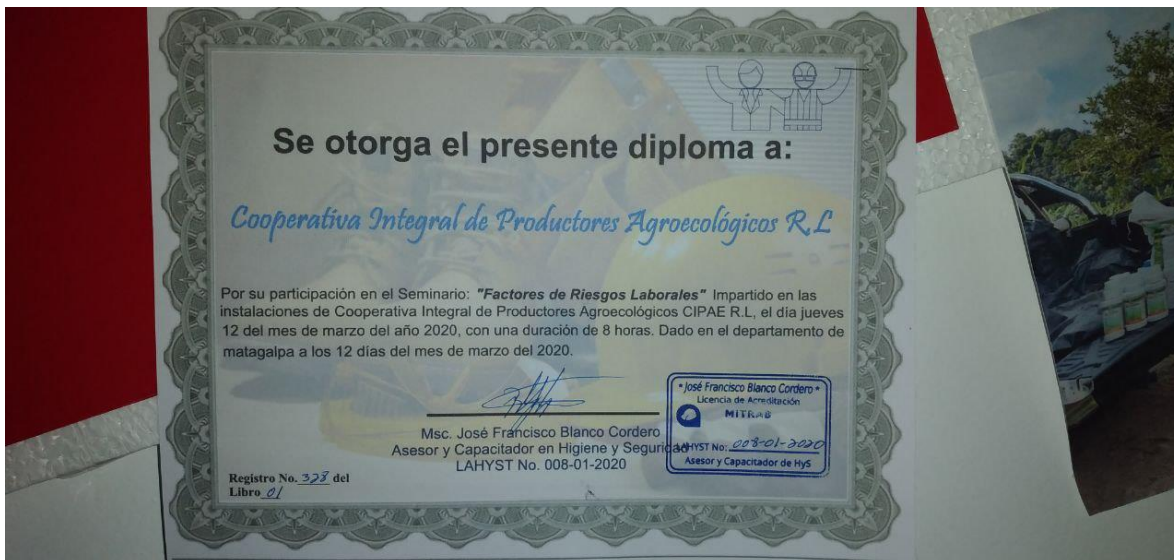 Se otorga el presente diploma a:
Cooperativa Integral de Productores Agroecológicos R.L
Por su participación en el Seminario: "Factores de Riesgos Laborales" Impartido en las
instalaciones de Cooperativa Integral de Productores Agroecológicos CIPAE R.L, el dia jueves
12 del mes de marzo del año 2020, con una duración de 8 horas. Dado en el departamento de
matagalpa a los 12 días del mes de marzo del 2020.
Msc. José Francisco Blanco Cordero
Asesor y Capacitador en Higiene y Seguridad
LAHYST No. 008-01-2020
* José Francisco Blanco Cordero *
Licencia de Acreditación
MITRAB
LAHYST No: 008-01-2020
Asesor y Capacitador de HyS
Registro No. 328 del
Libro 01